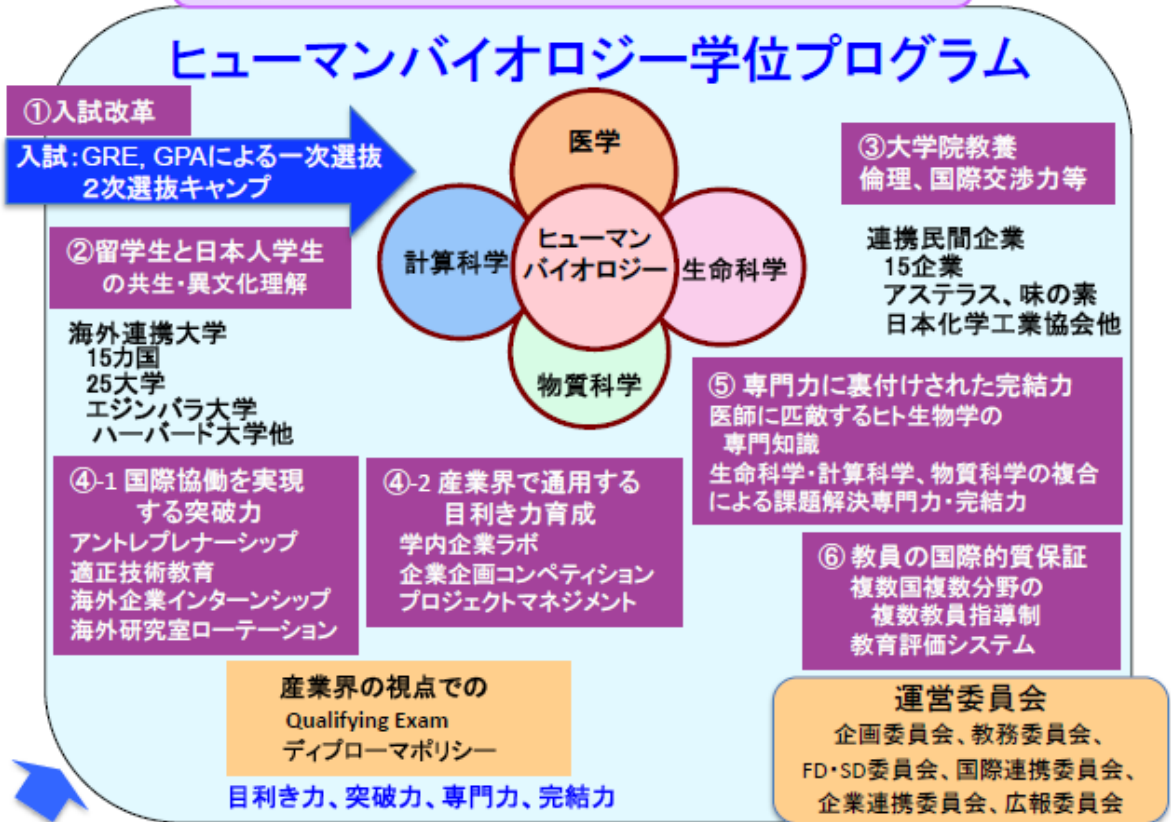 ヒューマンバイオロジー学位プログラム
①入試改革
入試：GRE, GPAによる一次選抜
２次選抜キャンプ
②留学生と日本人学生
の共生・異文化理解
海外連携大学
15カ国
25大学
エジンバラ大学
ハーバード大学他
医学
計算科学
ヒューマン
バイオロジー
生命科学
物質科学
③大学院教養
倫理、国際交渉力等
連携民間企業
15企業
アステラス、味の素
日本化学工業協会他
④-1 国際協働を実現
する突破力
アントレプレナーシップ
適正技術教育
海外企業インターンシップ
海外研究室ローテーション
④-2 産業界で通用する
目利き力育成
学内企業ラボ
企業企画コンペティション
プロジェクトマネジメント
⑤ 専門力に裏付けされた完結力
医師に匹敵するヒト生物学の
専門知識
生命科学・計算科学、物質科学の複合
による課題解決専門力・完結力
⑥ 教員の国際的質保証
複数国複数分野の
複数教員指導制
教育評価システム
産業界の視点での
Qualifying Exam
ディプローマポリシー
目利き力、突破力、専門力、完結力
運営委員会
企画委員会、教務委員会、
FD・SD委員会、国際連携委員会、
企業連携委員会、広報委員会